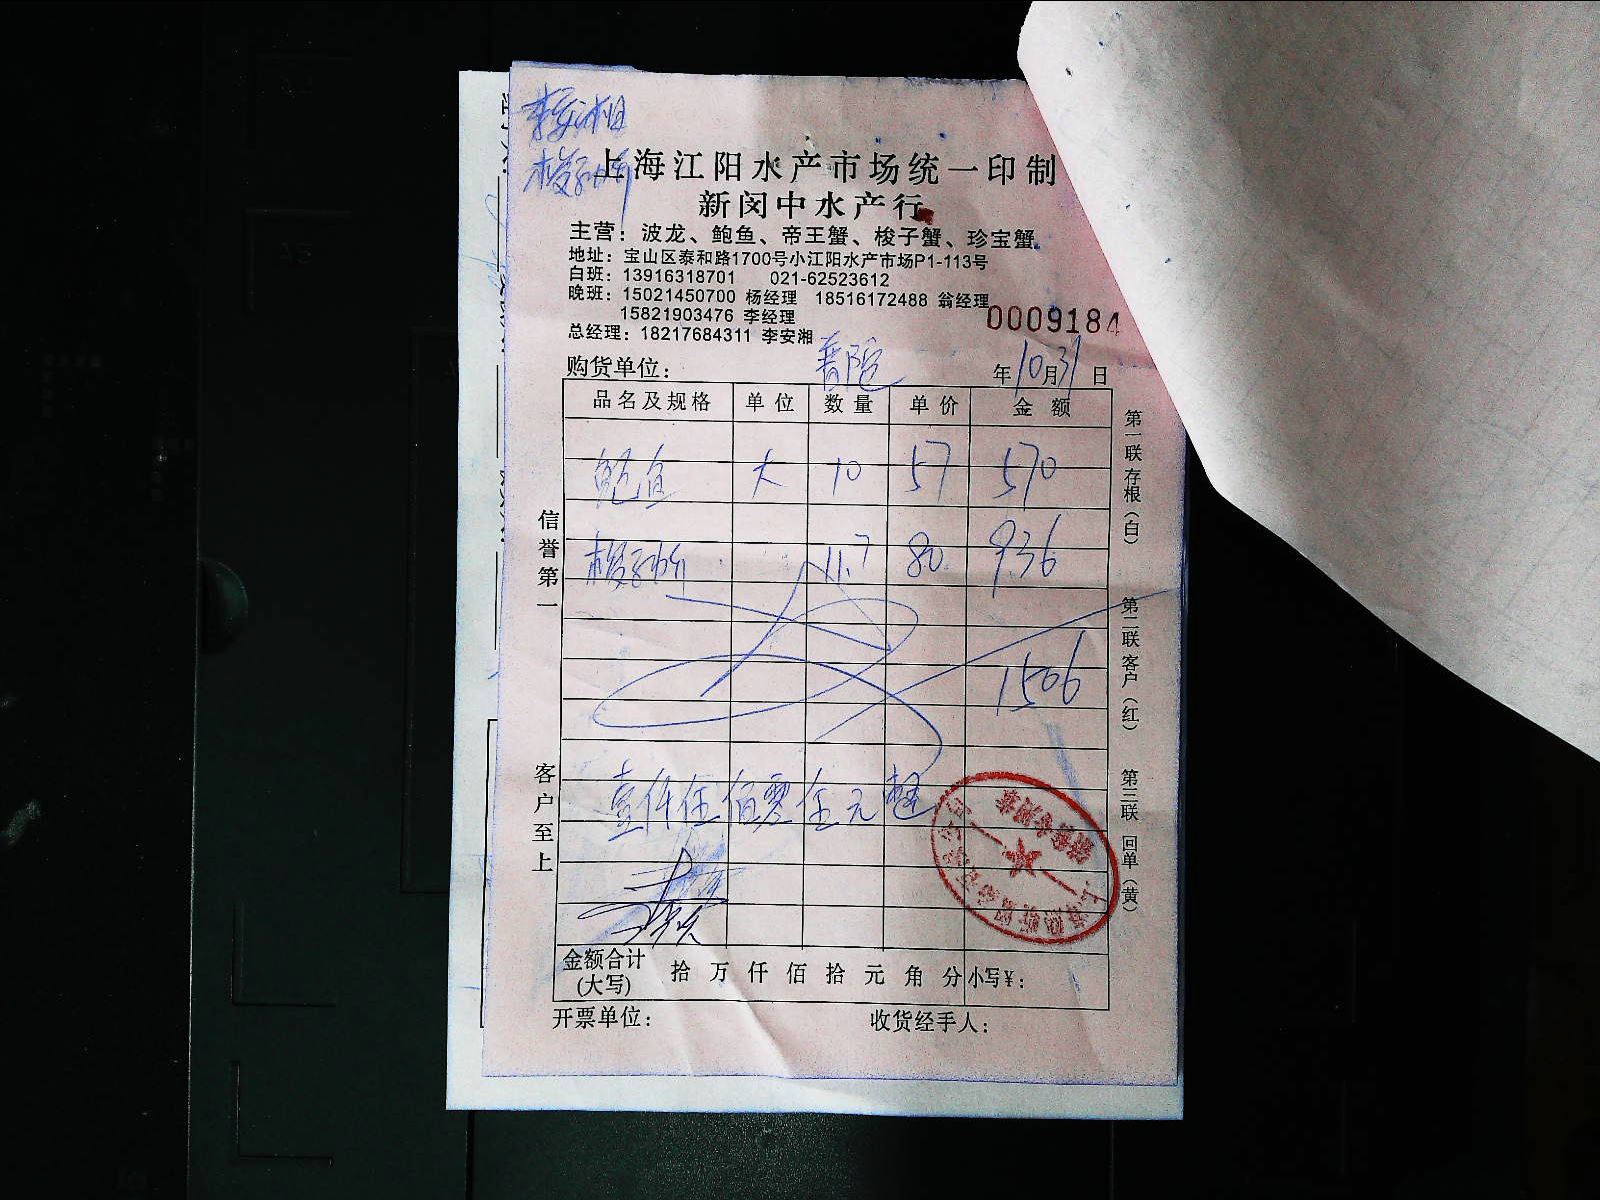 李安湘
梭子蟹
上海江阳水产市场统一印制
新闵中水产行
主营：波龙、鲍鱼、帝王蟹、梭子蟹、珍宝蟹
地址：宝山区泰和路1700号小江阳水产市场P1-113号
白班：13916318701 021-62523612
晚班：15021450700 杨经理 18516172488 翁经理
15821903476 李经理
0009184
总经理：18217684311 李安湘
购货单位：普陀 年10月31日
品名及规格 单位 数量 单价 金额
鲍鱼 大 10 57 570
梭子蟹 11.7 80 936
1506
壹仟伍佰零陆元整
金额合计(大写) 拾 万 仟 佰 拾 元 角 分 小写¥：
开票单位： 收货经手人：
信誉第一
客户至上
第一联存根（白）
第二联客户（红）
第三联回单（黄）